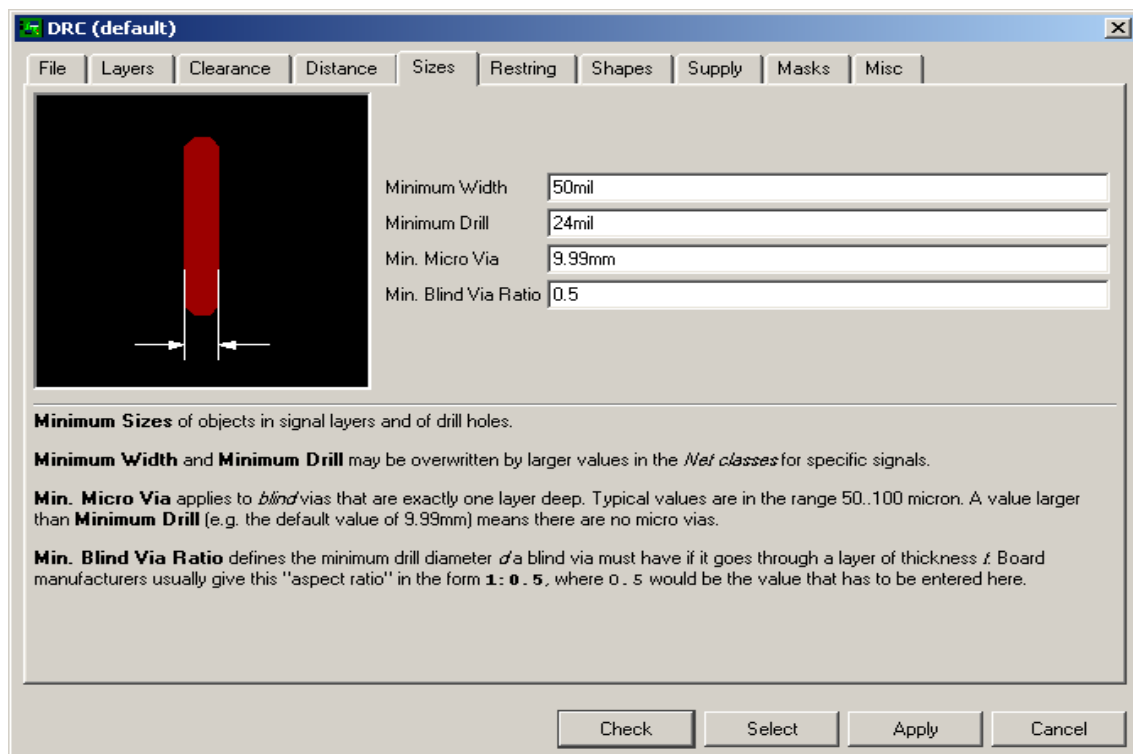 DRC (default)
File Layers Clearance Distance Sizes Restring Shapes Supply Masks Misc
Minimum Width 50mil
Minimum Drill 24mil
Min. Micro Via 9.99mm
Min. Blind Via Ratio 0.5
Minimum Sizes of objects in signal layers and of drill holes.
Minimum Width and Minimum Drill may be overwritten by larger values in the Net classes for specific signals.
Min. Micro Via applies to blind vias that are exactly one layer deep. Typical values are in the range 50..100 micron. A value larger
than Minimum Drill (e.g. the default value of 9.99mm) means there are no micro vias.
Min. Blind Via Ratio defines the minimum drill diameter d a blind via must have if it goes through a layer of thickness t. Board
manufacturers usually give this "aspect ratio" in the form 1:0.5, where 0.5 would be the value that has to be entered here.
Check Select Apply Cancel